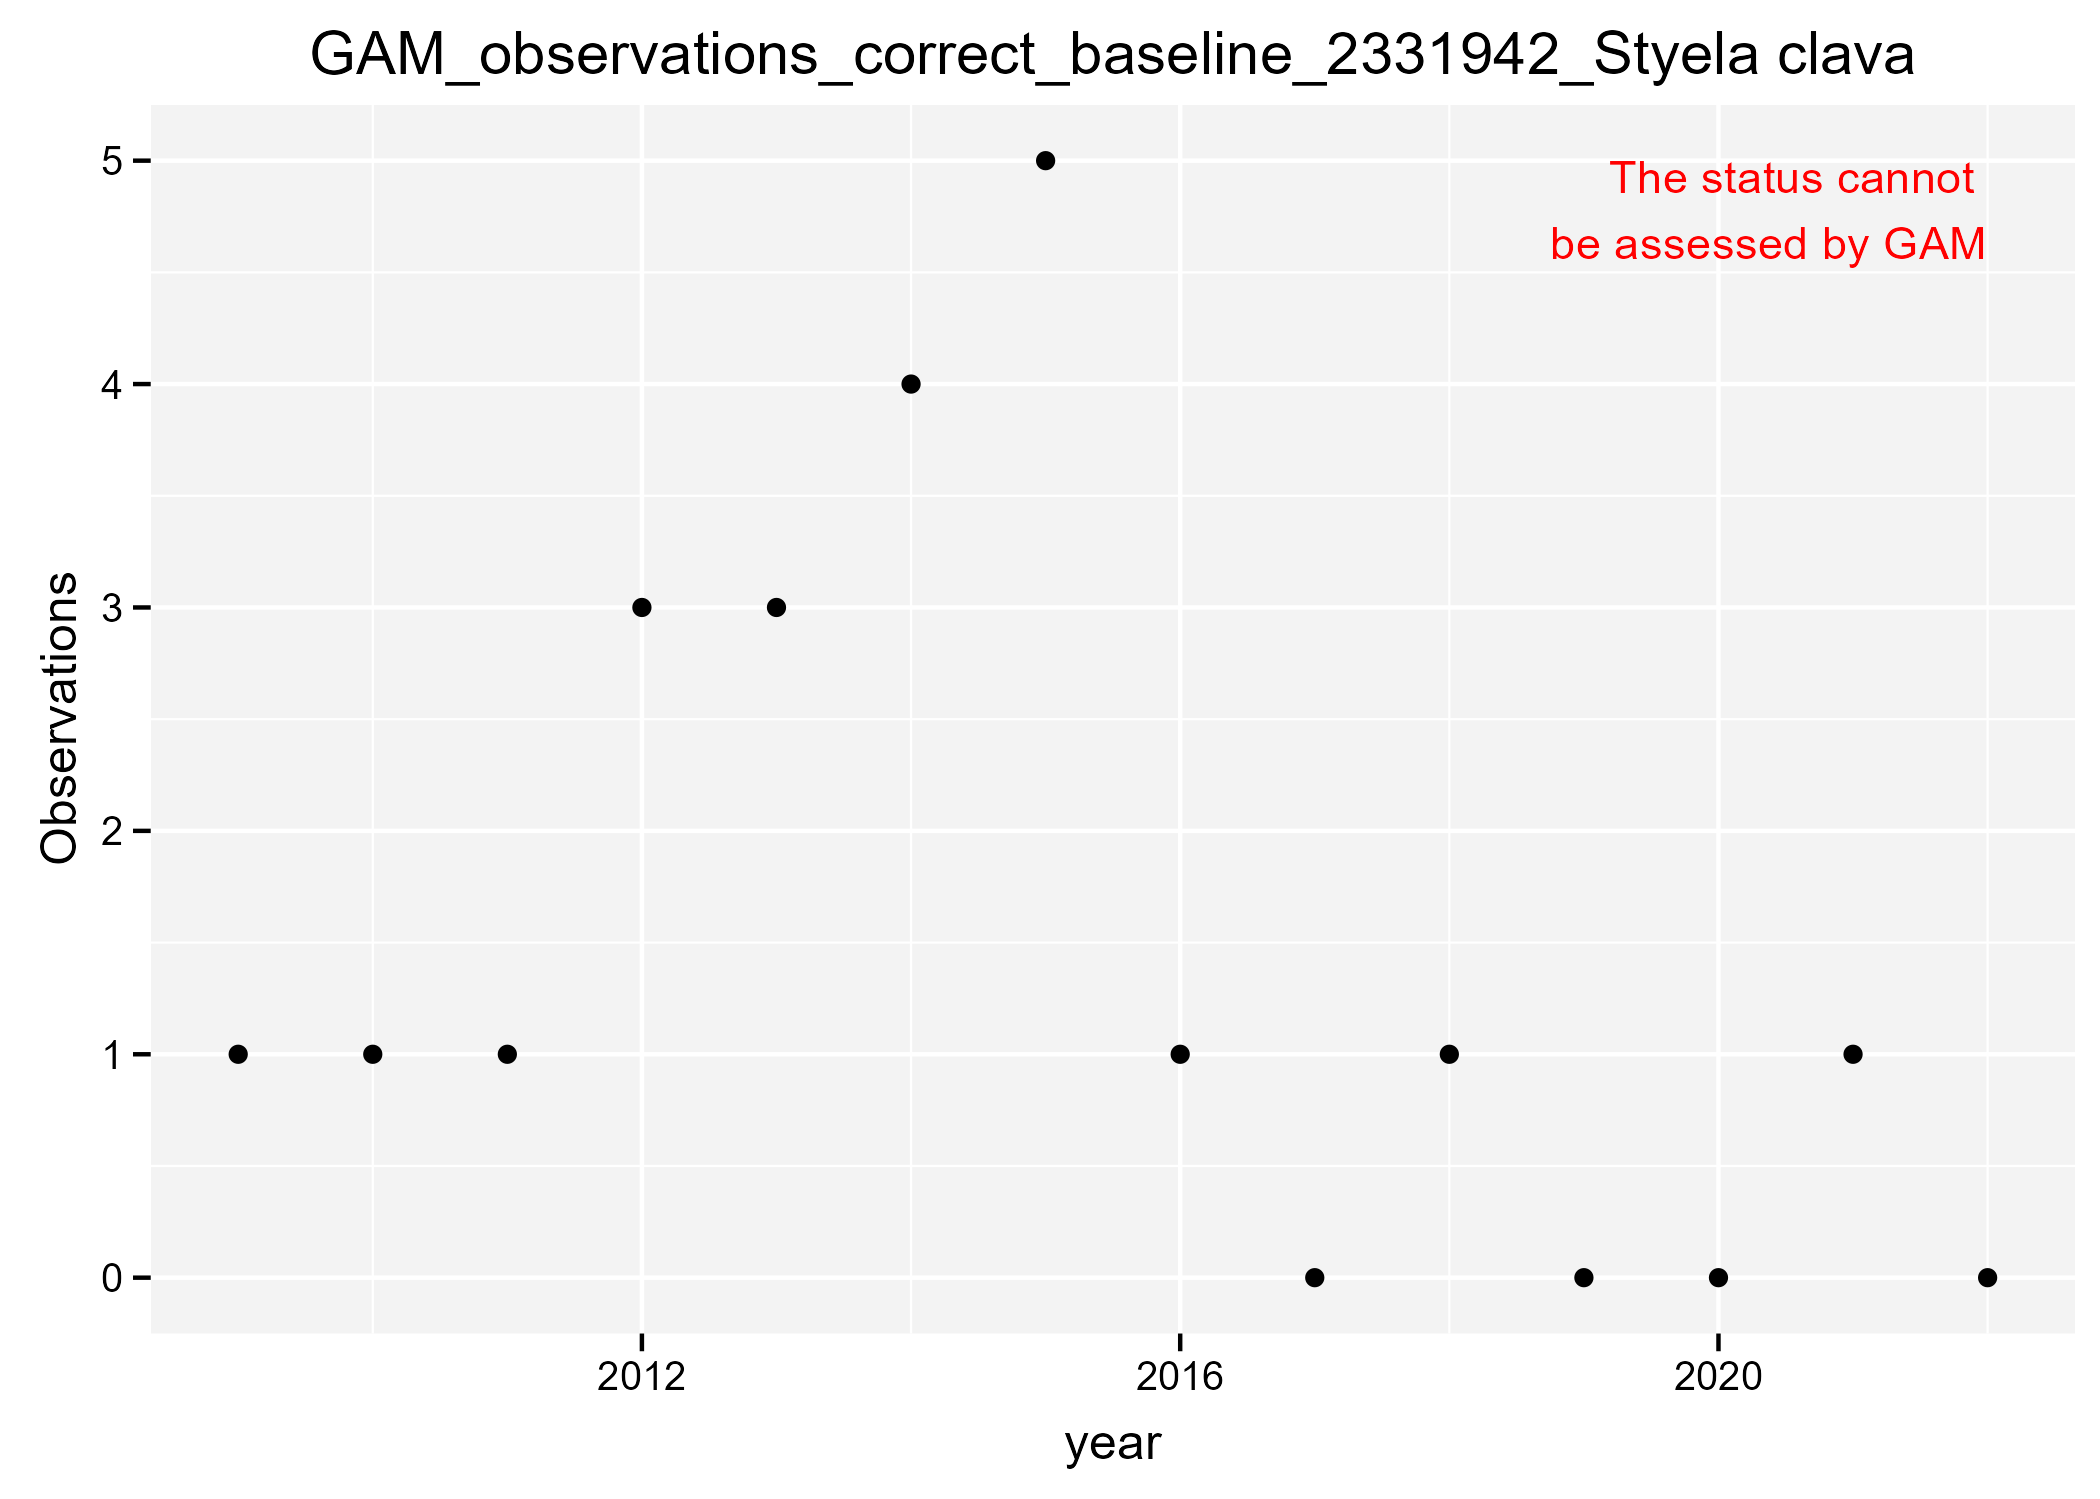 GAM_observations_correct_baseline_2331942_Styela clava
The status cannot
be assessed by GAM
Observations
5
4
3
2
1
0
2012
2016
2020
year